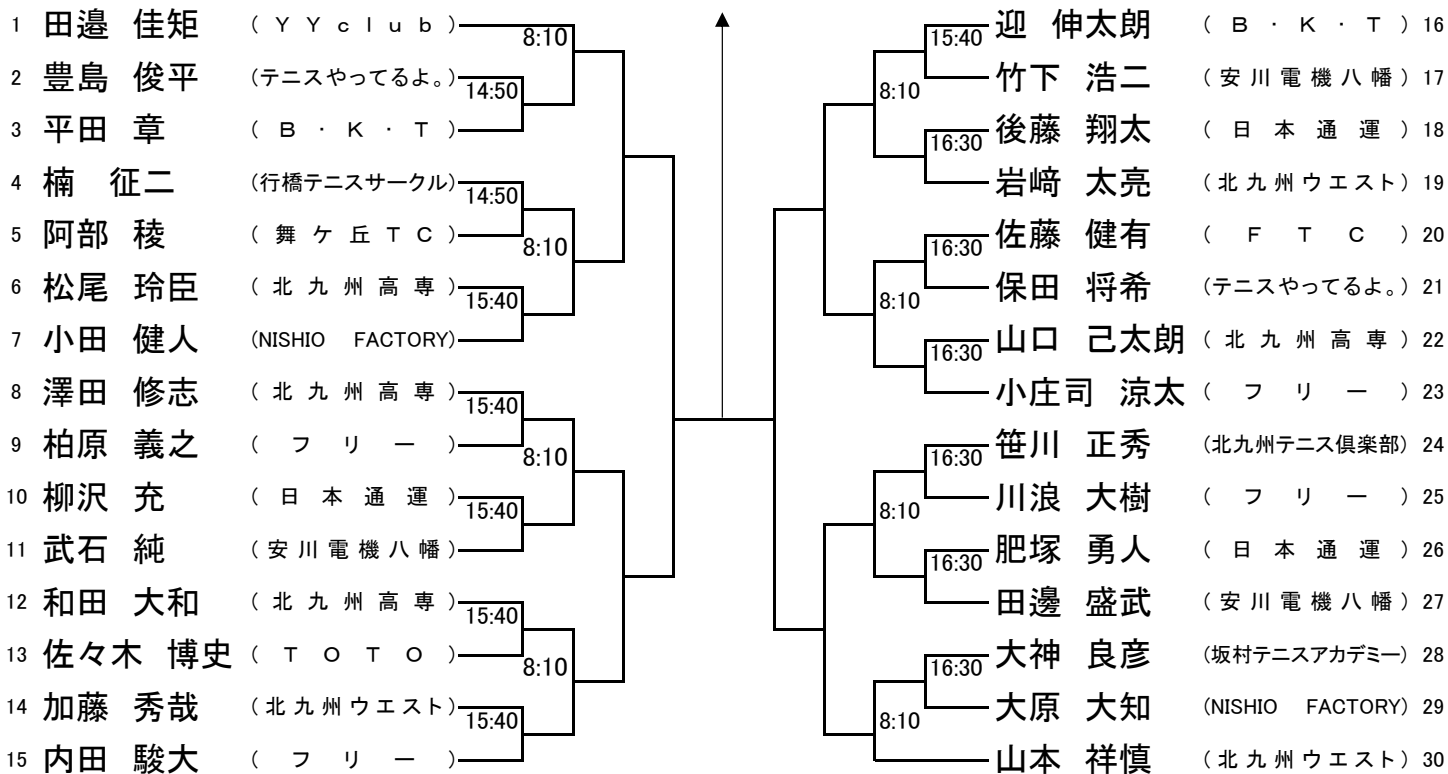 1 田邉 佳矩 (YYclub)
8:10
2 豊島 俊平 (テニスやってるよ。)
14:50
3 平田 章 (B・K・T)
4 楠 征二 (行橋テニスサークル)
14:50
5 阿部 稜 (舞ケ丘TC)
8:10
6 松尾 玲臣 (北九州高専)
15:40
7 小田 健人 (NISHIO FACTORY)
8 澤田 修志 (北九州高専)
15:40
9 柏原 義之 (フリー)
8:10
10 柳沢 充 (日本通運)
15:40
11 武石 純 (安川電機八幡)
12 和田 大和 (北九州高専)
15:40
13 佐々木 博史 (TOTO)
8:10
14 加藤 秀哉 (北九州ウエスト)
15:40
15 内田 駿大 (フリー)
迎 伸太朗 (B・K・T) 16
15:40
竹下 浩二 (安川電機八幡) 17
8:10
後藤 翔太 (日本通運) 18
16:30
岩﨑 太亮 (北九州ウエスト) 19
佐藤 健有 (FTC) 20
16:30
保田 将希 (テニスやってるよ。) 21
8:10
山口 己太朗 (北九州高専) 22
16:30
小庄司 涼太 (フリー) 23
笹川 正秀 (北九州テニス倶楽部) 24
16:30
川浪 大樹 (フリー) 25
8:10
肥塚 勇人 (日本通運) 26
16:30
田邊 盛武 (安川電機八幡) 27
大神 良彦 (坂村テニスアカデミー) 28
16:30
大原 大知 (NISHIO FACTORY) 29
8:10
山本 祥慎 (北九州ウエスト) 30